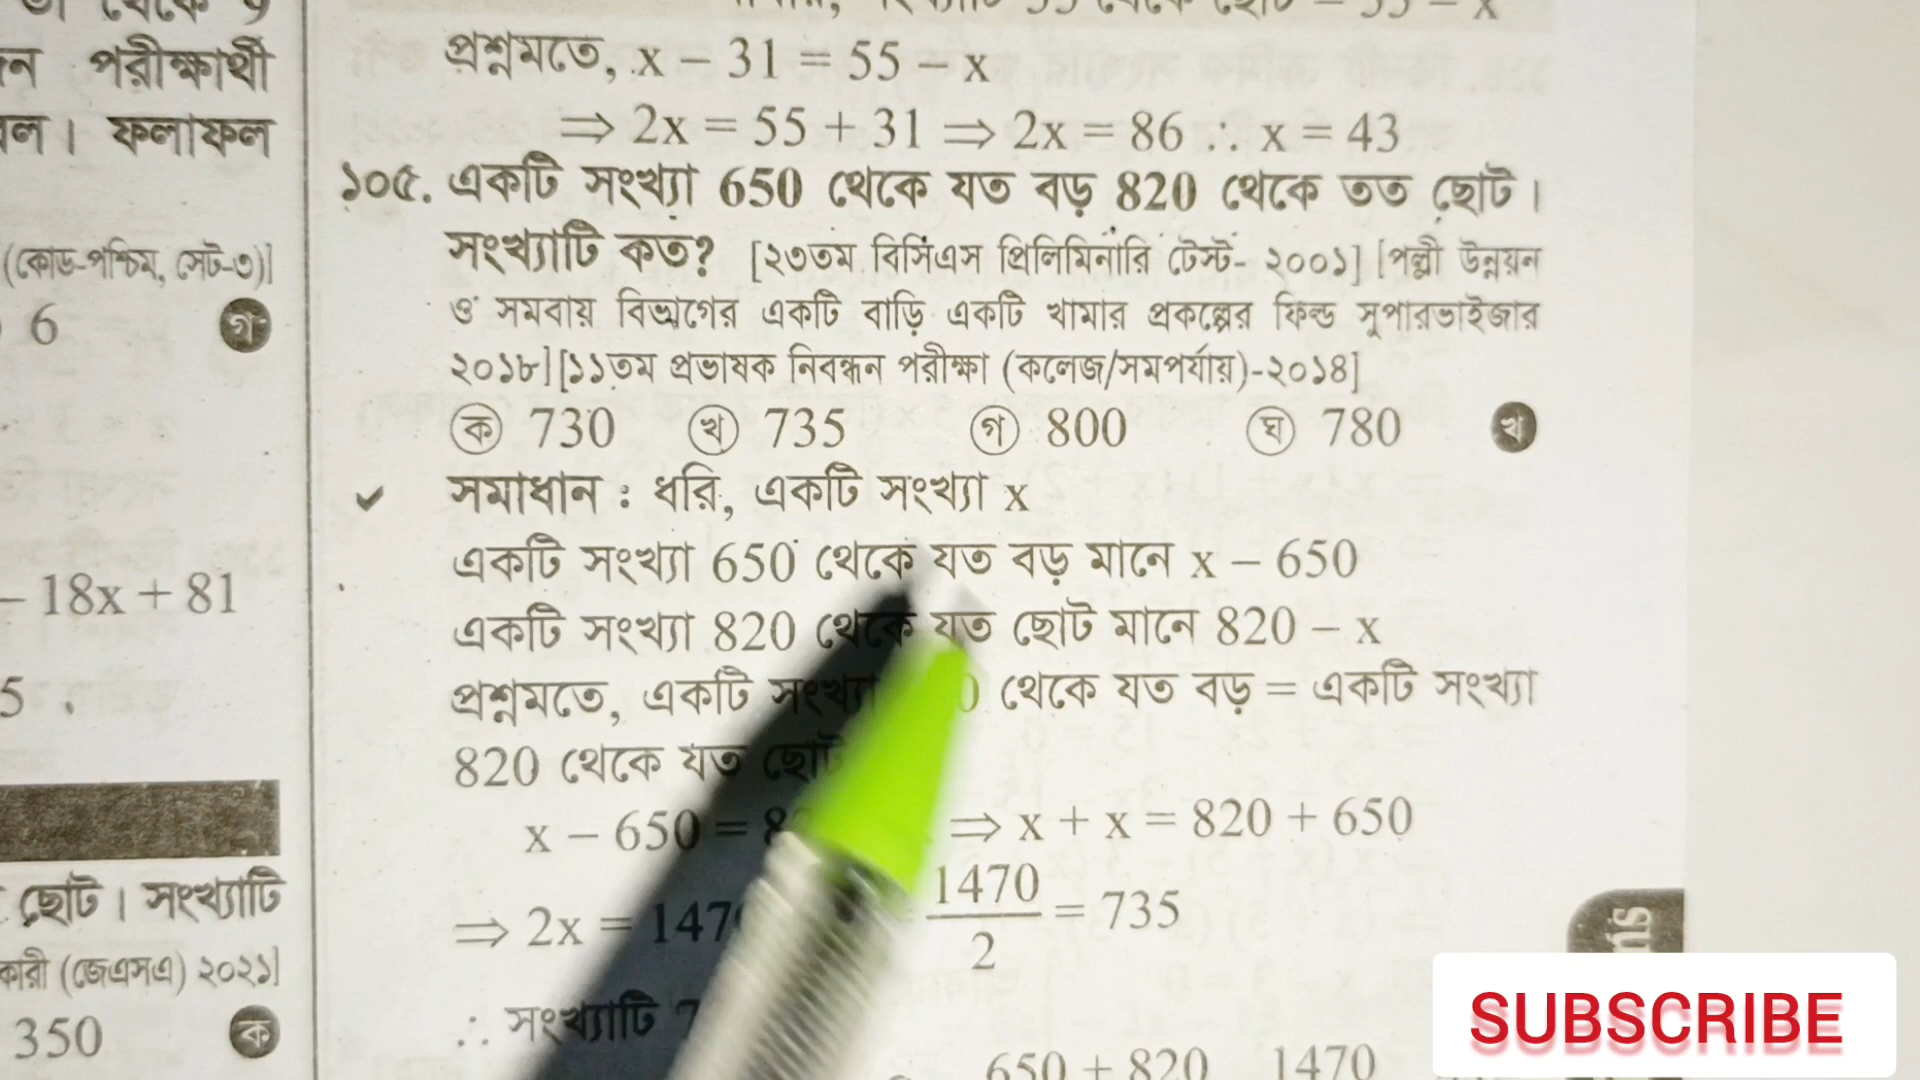 পরীক্ষার্থী
ফলাফল
(কোড-পশ্চিম, সেট-৩)]
6 গ
– 18x + 81
5
ছোট। সংখ্যাটি
(জেএসএ) ২০২১]
350 ক
প্রশ্নমতে, x – 31 = 55 – x
⇒ 2x = 55 + 31 ⇒ 2x = 86 ∴ x = 43
১০৫. একটি সংখ্যা 650 থেকে যত বড় 820 থেকে তত ছোট।
সংখ্যাটি কত? [২৩তম বিসিএস প্রিলিমিনারি টেস্ট- ২০০১] [পল্লী উন্নয়ন
ও সমবায় বিভাগের একটি বাড়ি একটি খামার প্রকল্পের ফিল্ড সুপারভাইজার
২০১৮][১১তম প্রভাষক নিবন্ধন পরীক্ষা (কলেজ/সমপর্যায়)-২০১৪]
ক 730 খ 735 গ 800 ঘ 780 খ
✓ সমাধান : ধরি, একটি সংখ্যা x
একটি সংখ্যা 650 থেকে যত বড় মানে x – 650
একটি সংখ্যা 820 থেকে যত ছোট মানে 820 – x
প্রশ্নমতে, একটি সংখ্যা থেকে যত বড় = একটি সংখ্যা
820 থেকে যত ছোট
x – 650 = ⇒ x + x = 820 + 650
⇒ 2x = 1470 1470/2 = 735
∴ সংখ্যাটি
650 + 820 1470
SUBSCRIBE